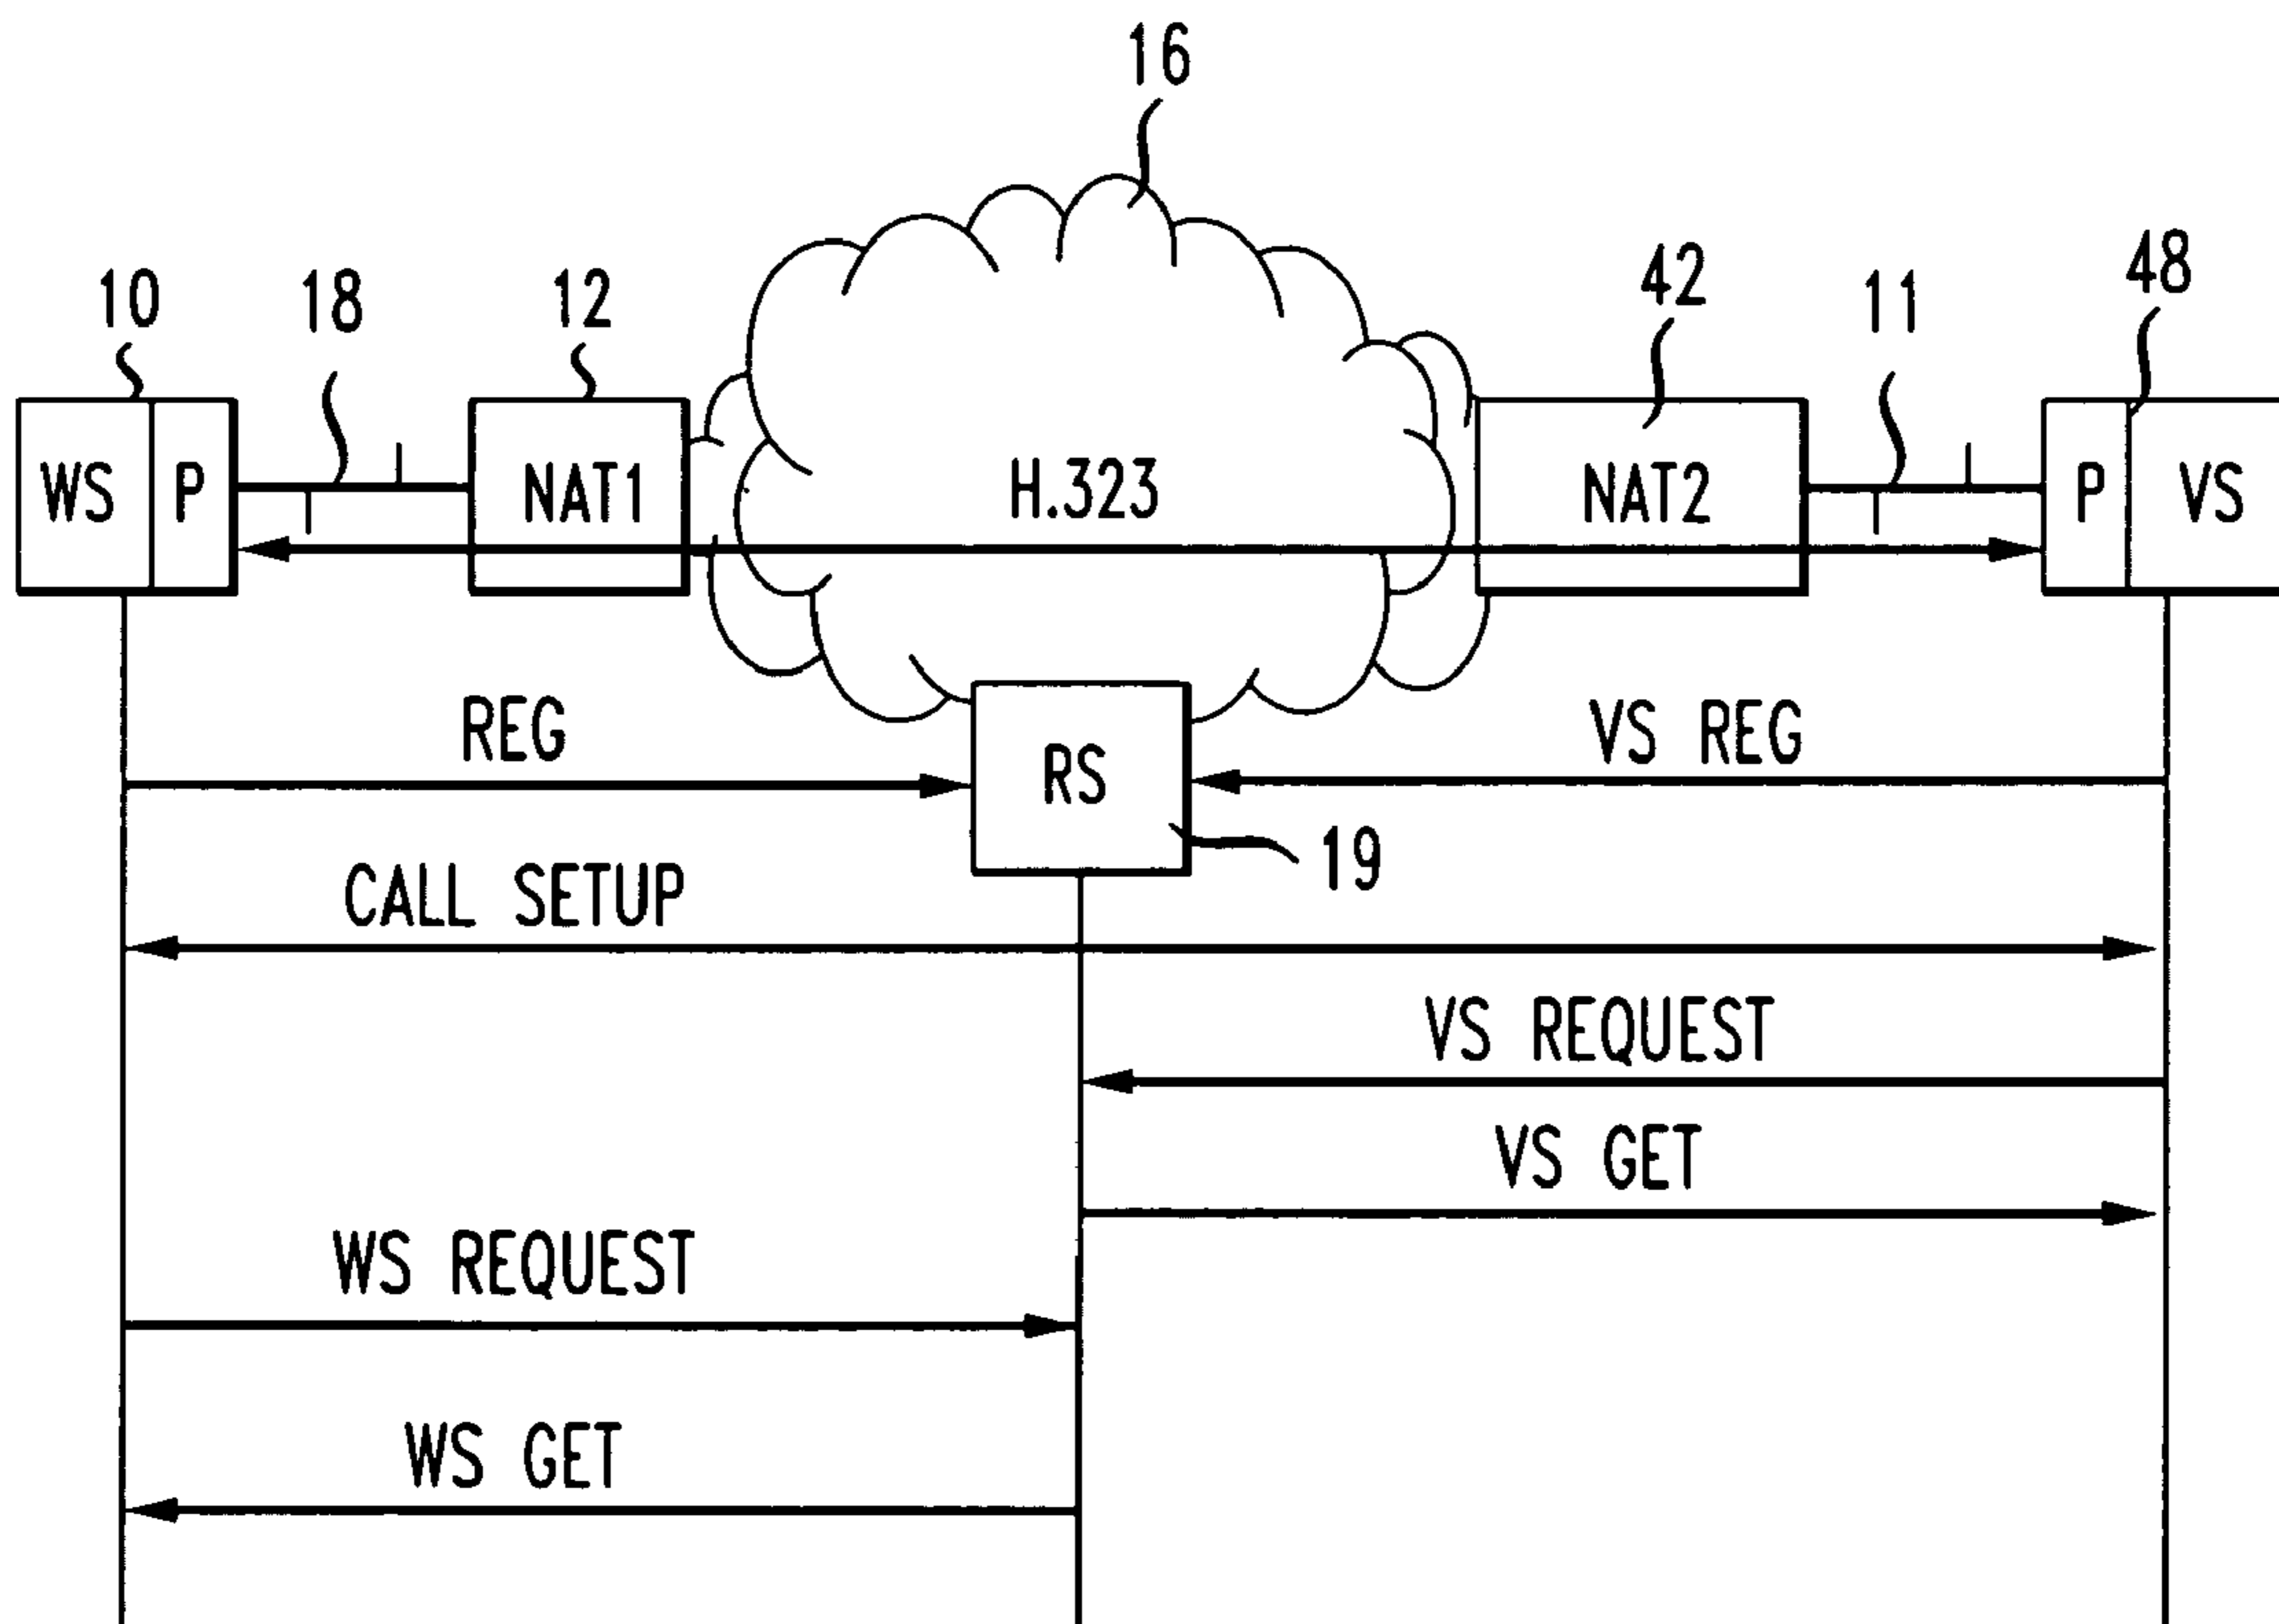 16
10 18 12 42 11 48
WS P NAT1 H.323 NAT2 P VS
REG VS REG
RS
19
CALL SETUP
VS REQUEST
VS GET
WS REQUEST
WS GET